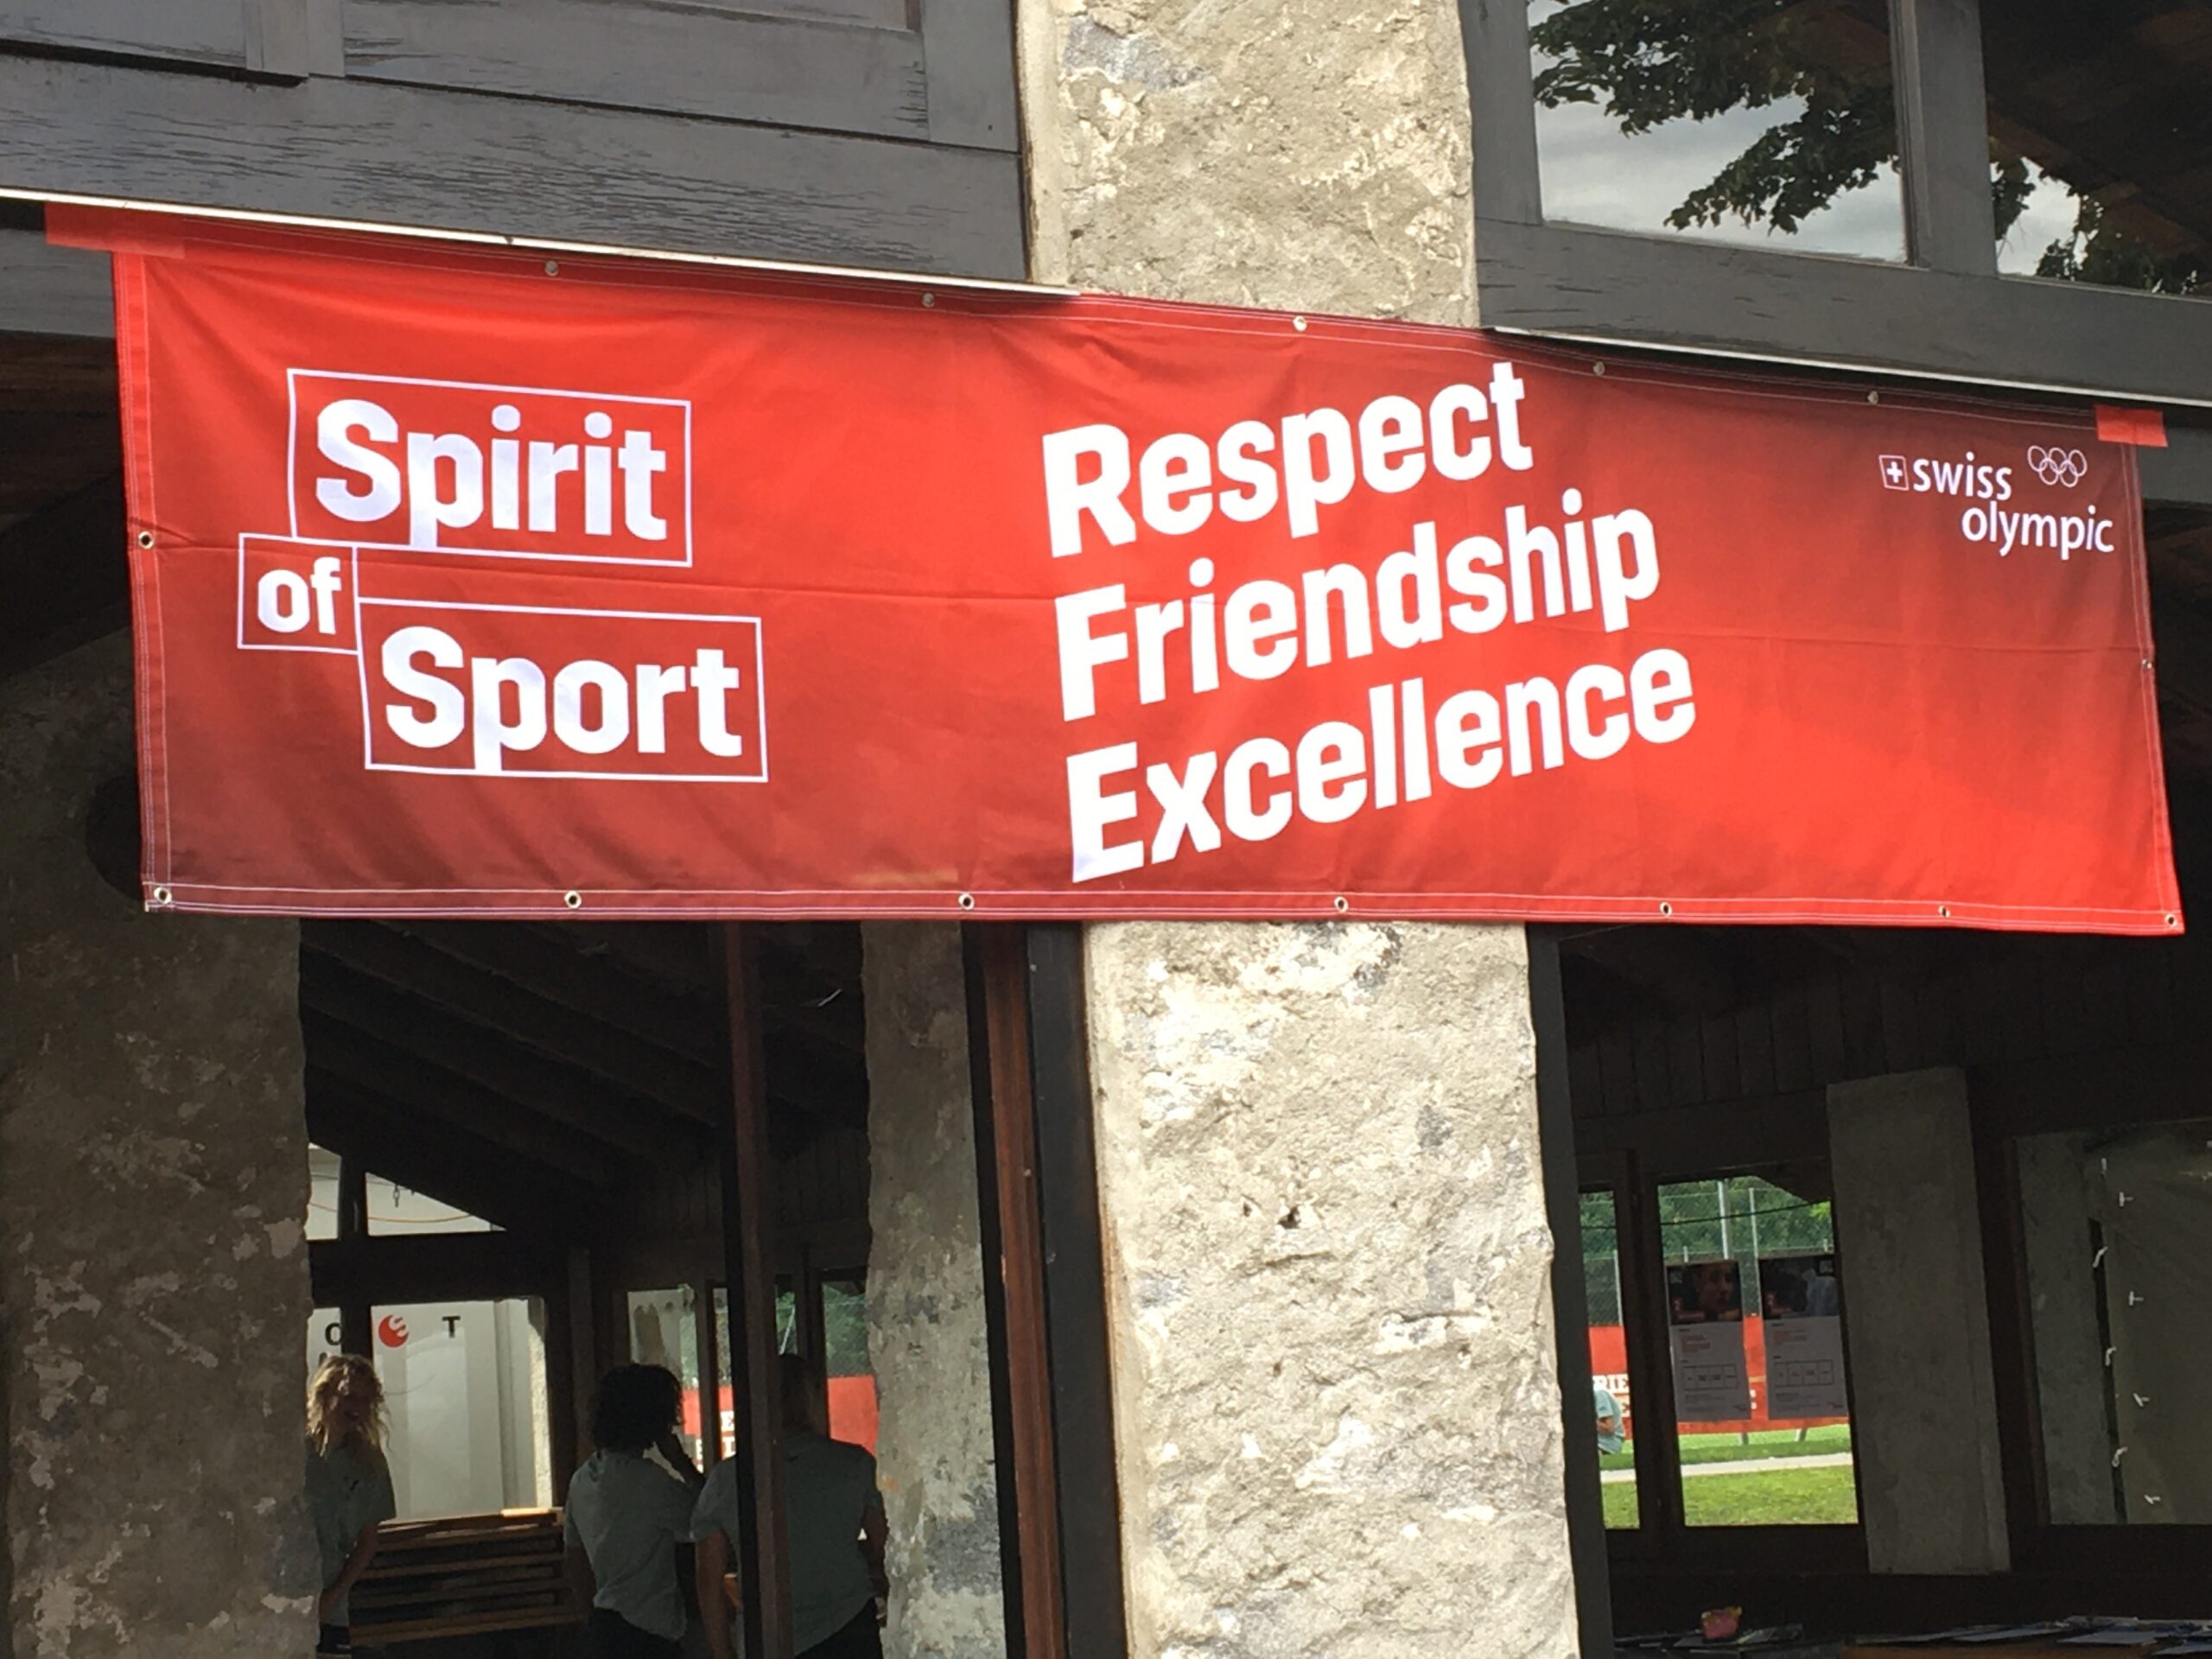 Spirit
of
Sport
Respect
Friendship
Excellence
swiss
olympic